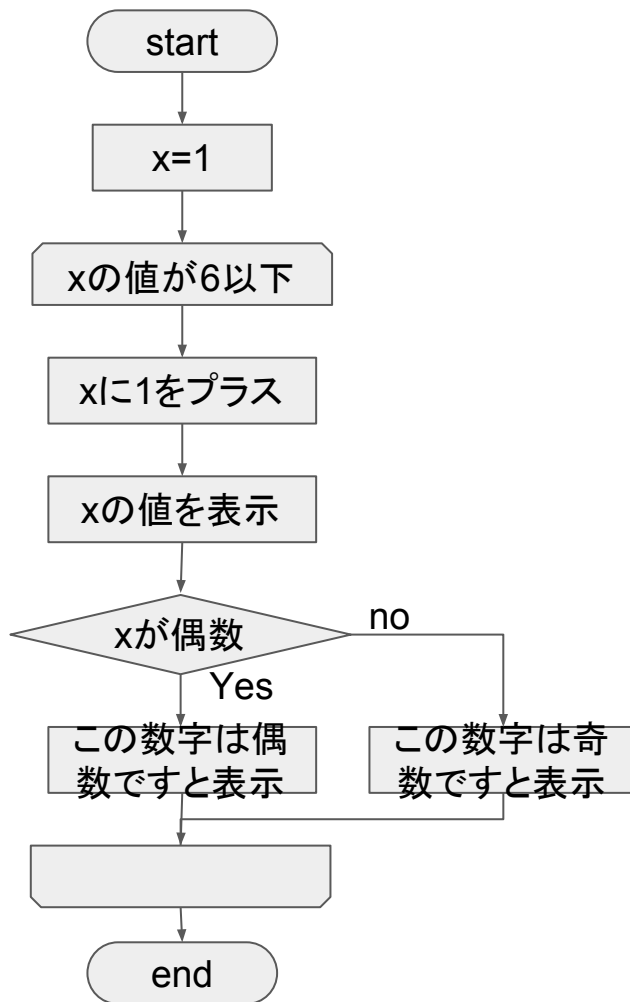 start
x=1
xの値が6以下
xに1をプラス
xの値を表示
xが偶数
no
Yes
この数字は偶
数ですと表示
この数字は奇
数ですと表示
end